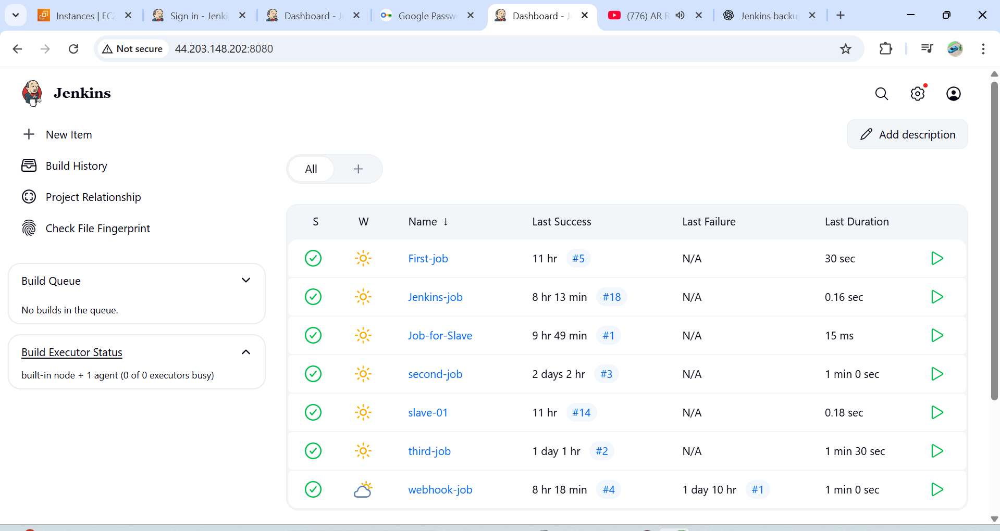 Instances | EC2
Sign in - Jenki
Dashboard - J
Google Passw
Dashboard - J
(776) AR R
Jenkins backu
Not secure
44.203.148.202:8080
Jenkins
New Item
Build History
Project Relationship
Check File Fingerprint
Build Queue
No builds in the queue.
Build Executor Status
built-in node + 1 agent (0 of 0 executors busy)
Add description
All
S W Name ↓ Last Success Last Failure Last Duration
First-job 11 hr #5 N/A 30 sec
Jenkins-job 8 hr 13 min #18 N/A 0.16 sec
Job-for-Slave 9 hr 49 min #1 N/A 15 ms
second-job 2 days 2 hr #3 N/A 1 min 0 sec
slave-01 11 hr #14 N/A 0.18 sec
third-job 1 day 1 hr #2 N/A 1 min 30 sec
webhook-job 8 hr 18 min #4 1 day 10 hr #1 1 min 0 sec